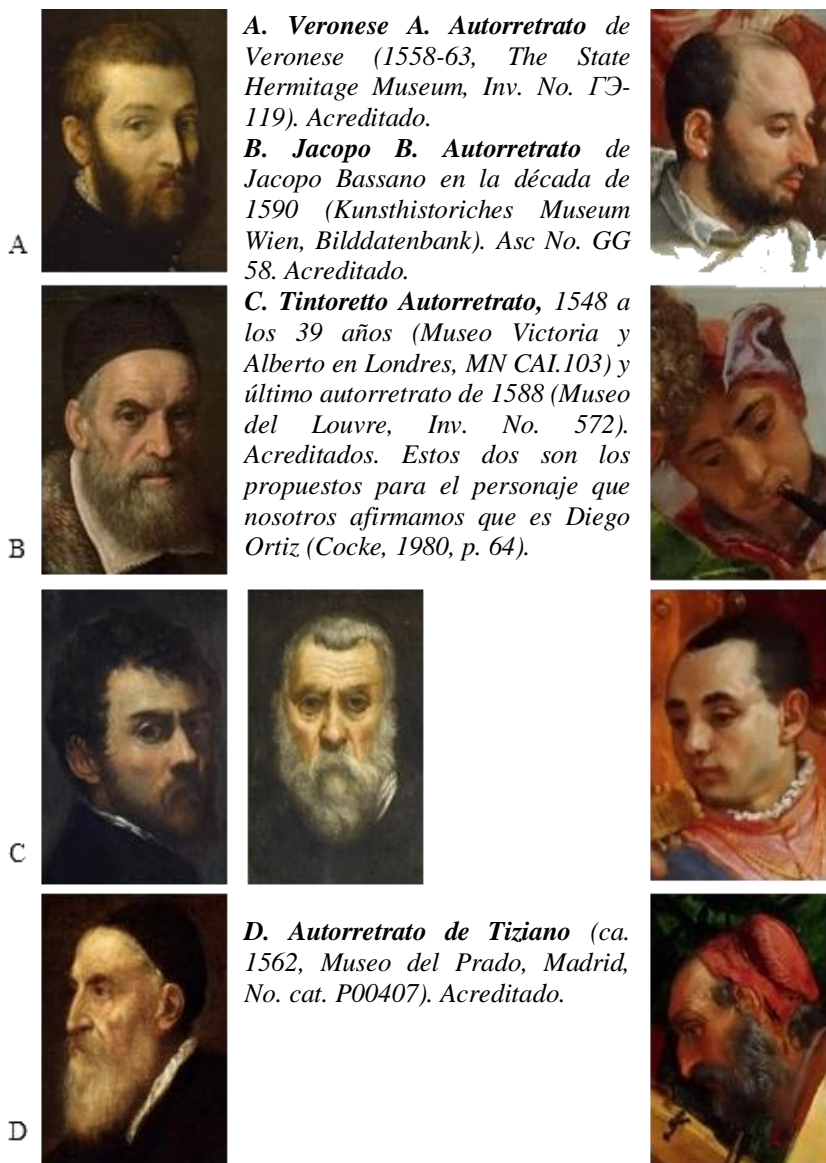 A. Veronese A. Autorretrato de
Veronese (1558-63, The State
Hermitage Museum, Inv. No. ГЭ-
119). Acreditado.
B. Jacopo B. Autorretrato de
Jacopo Bassano en la década de
1590 (Kunsthistoriches Museum
Wien, Bilddatenbank). Asc No. GG
58. Acreditado.
C. Tintoretto Autorretrato, 1548 a
los 39 años (Museo Victoria y
Alberto en Londres, MN CAI.103) y
último autorretrato de 1588 (Museo
del Louvre, Inv. No. 572).
Acreditados. Estos dos son los
propuestos para el personaje que
nosotros afirmamos que es Diego
Ortiz (Cocke, 1980, p. 64).
D. Autorretrato de Tiziano (ca.
1562, Museo del Prado, Madrid,
No. cat. P00407). Acreditado.
A
B
C
D